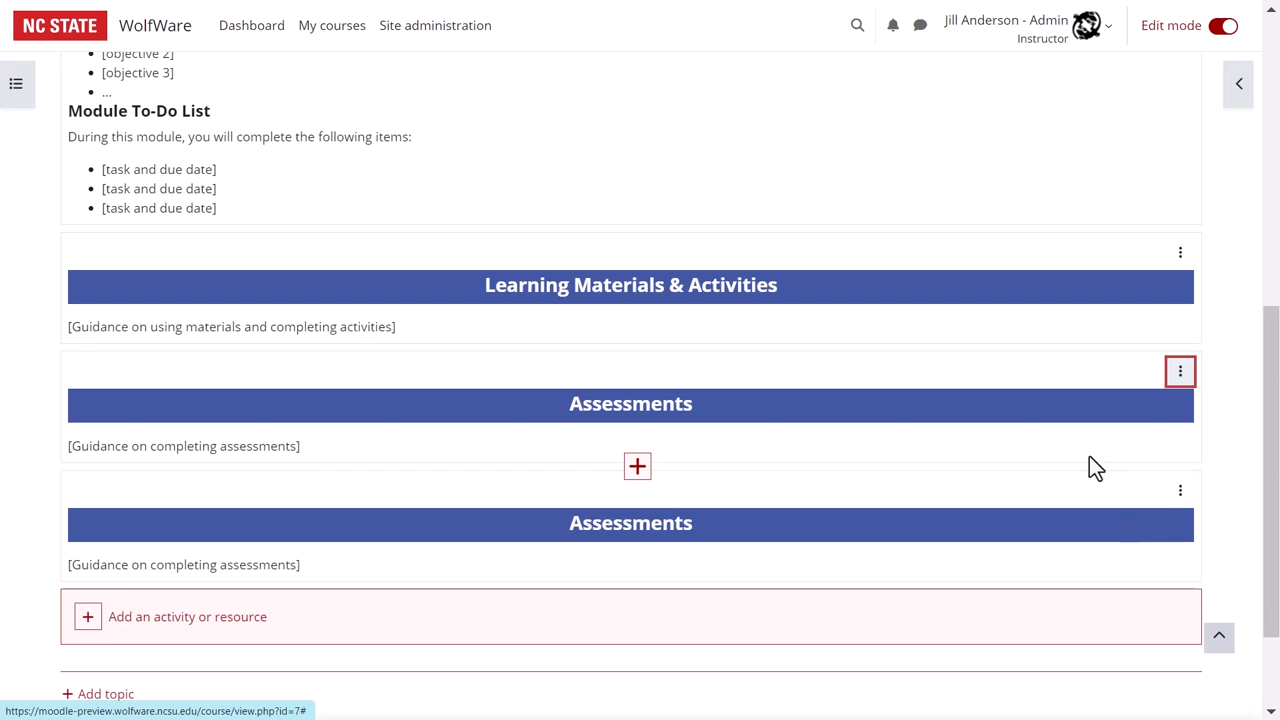 NC STATE WolfWare Dashboard My courses Site administration Jill Anderson - Admin Edit mode
Instructor
[objective 2]
[objective 3]
...
Module To-Do List
During this module, you will complete the following items:
[task and due date]
[task and due date]
[task and due date]
Learning Materials & Activities
[Guidance on using materials and completing activities]
Assessments
[Guidance on completing assessments]
Assessments
[Guidance on completing assessments]
Add an activity or resource
Add topic
https://moodle-preview.wolfware.ncsu.edu/course/view.php?id=7#